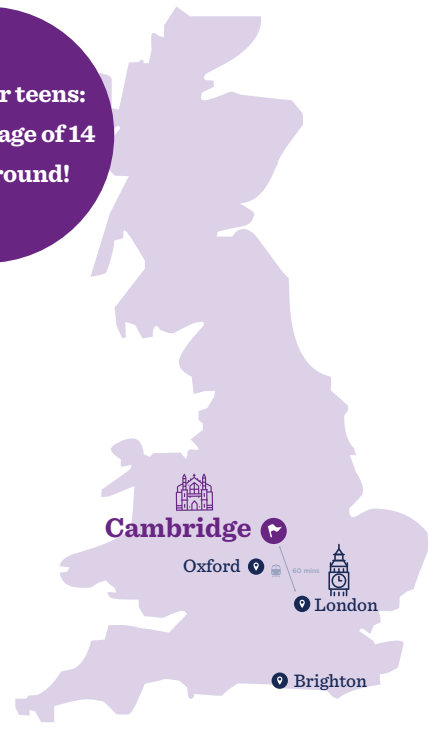 r teens:
age of 14
round!
Cambridge
Oxford
60 mins
London
Brighton